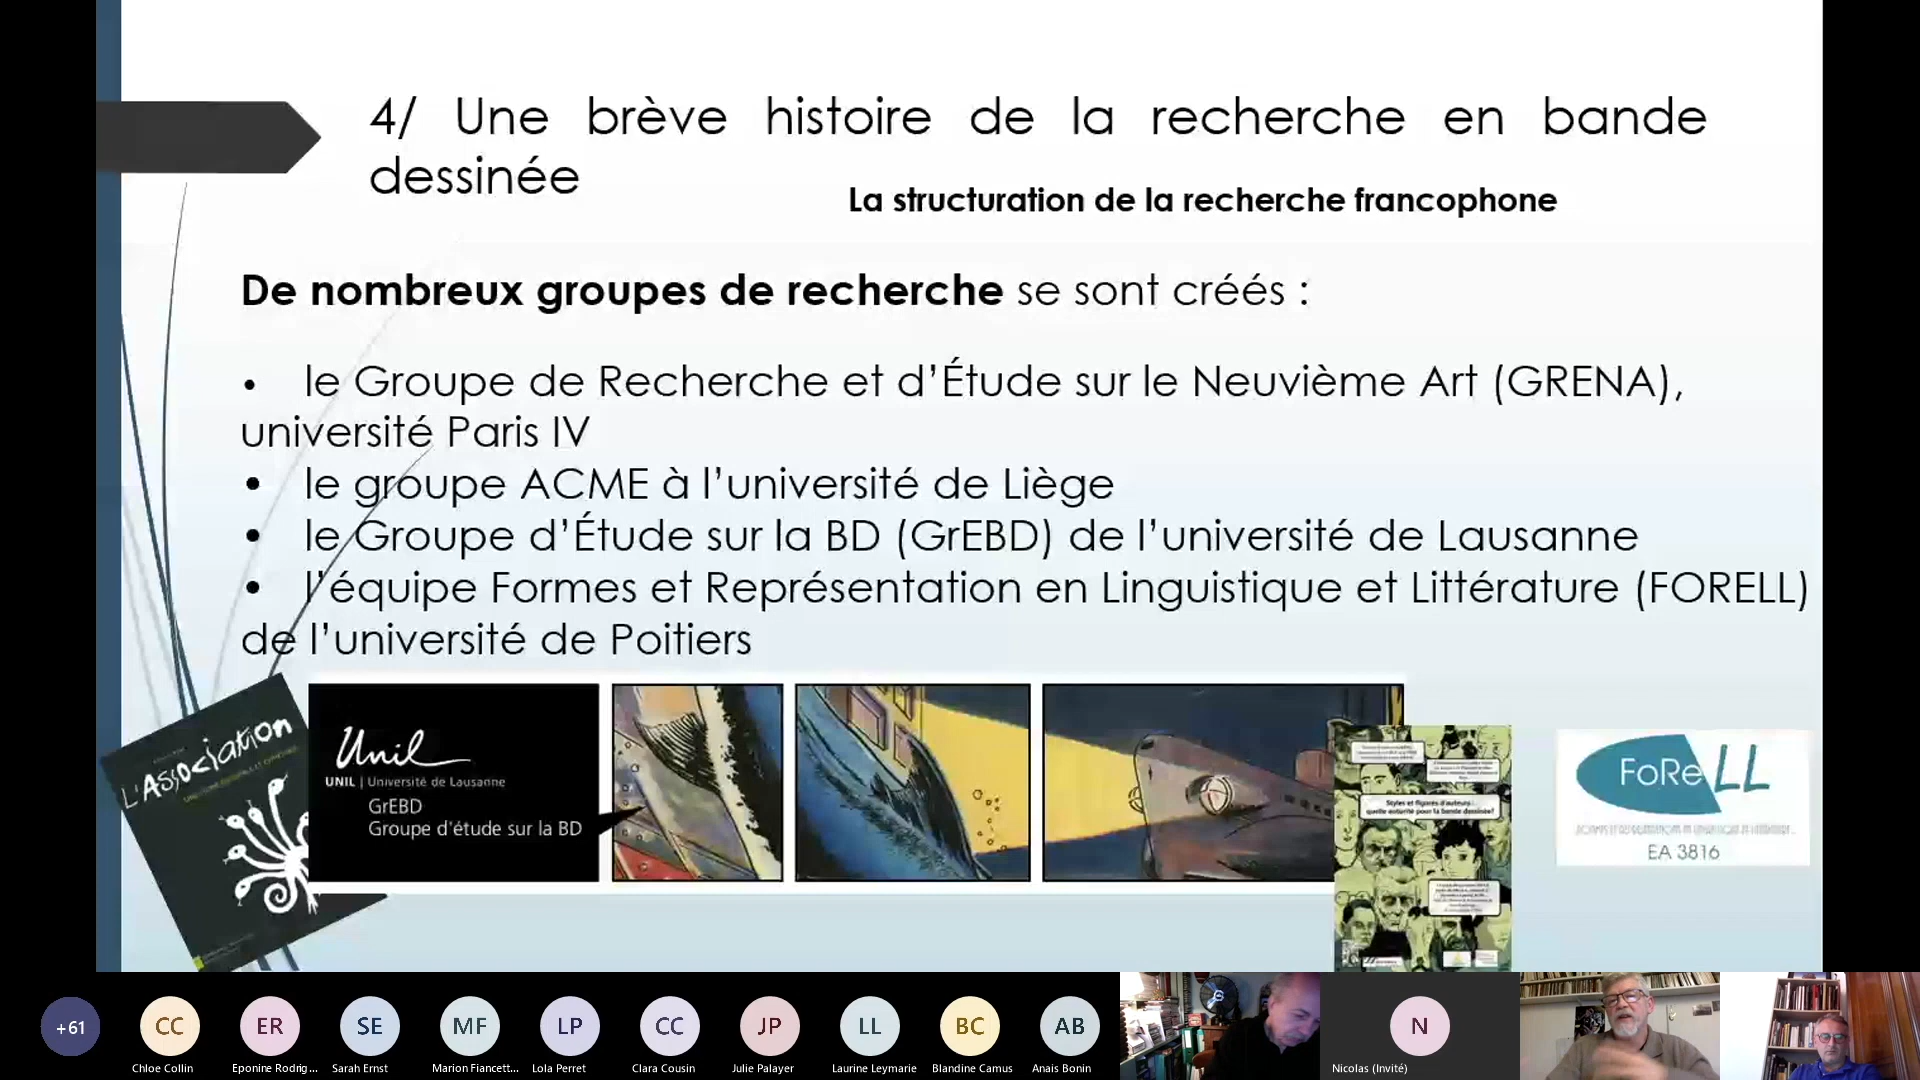 4/ Une brève histoire de la recherche en bande
dessinée
La structuration de la recherche francophone
De nombreux groupes de recherche se sont créés :
• le Groupe de Recherche et d’Étude sur le Neuvième Art (GRENA),
université Paris IV
• le groupe ACME à l’université de Liège
• le Groupe d’Étude sur la BD (GrEBD) de l’université de Lausanne
• l’équipe Formes et Représentation en Linguistique et Littérature (FORELL)
de l’université de Poitiers
L'Association
Unil
UNIL | Université de Lausanne
GrEBD
Groupe d'étude sur la BD
Styles et figures d'auteurs :
quelle autorité pour la bande dessinée?
FoReLL
EA 3816
+61
CC
ER
SE
MF
LP
CC
JP
LL
BC
AB
N
Chloe Collin
Eponine Rodrig...
Sarah Ernst
Marion Fiancett...
Lola Perret
Clara Cousin
Julie Palayer
Laurine Leymarie
Blandine Camus
Anais Bonin
Nicolas (Invité)